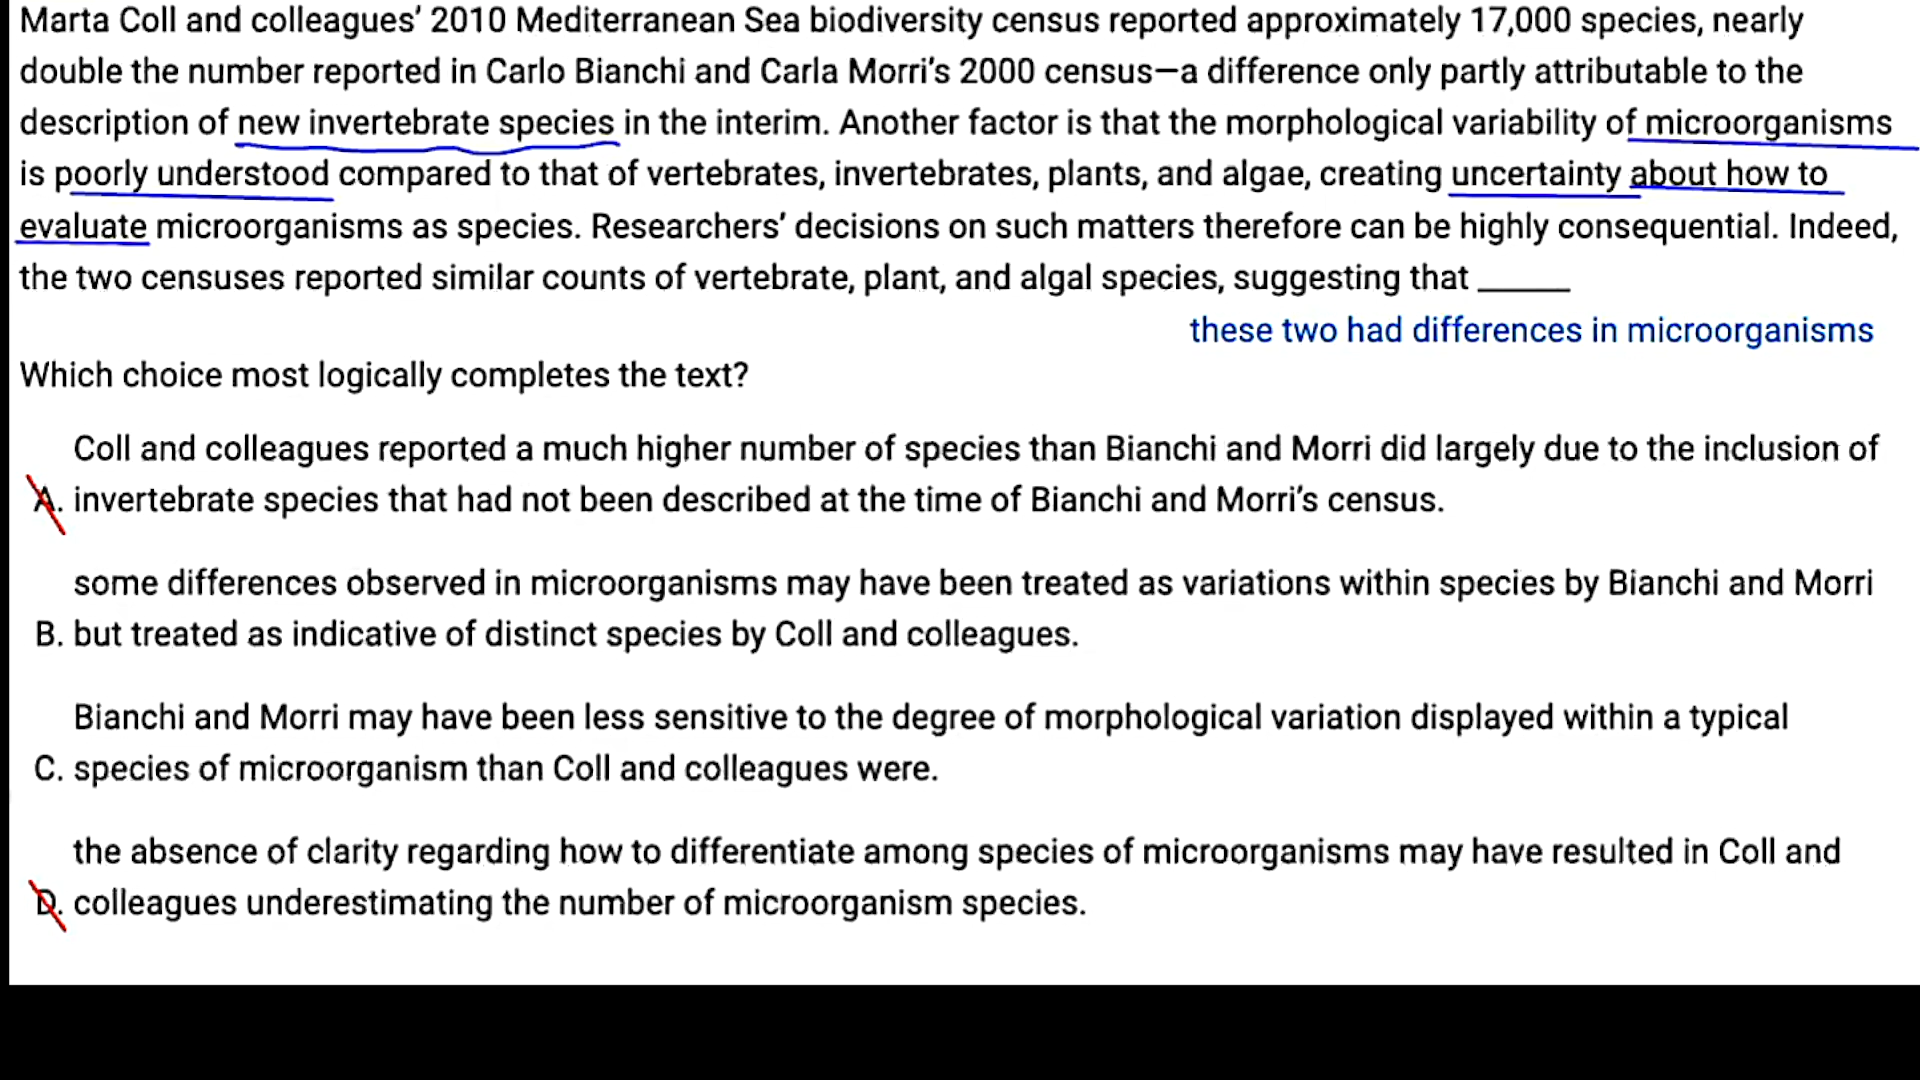 Marta Coll and colleagues’ 2010 Mediterranean Sea biodiversity census reported approximately 17,000 species, nearly
double the number reported in Carlo Bianchi and Carla Morri’s 2000 census—a difference only partly attributable to the
description of new invertebrate species in the interim. Another factor is that the morphological variability of microorganisms
is poorly understood compared to that of vertebrates, invertebrates, plants, and algae, creating uncertainty about how to
evaluate microorganisms as species. Researchers’ decisions on such matters therefore can be highly consequential. Indeed,
the two censuses reported similar counts of vertebrate, plant, and algal species, suggesting that ______
these two had differences in microorganisms
Which choice most logically completes the text?
Coll and colleagues reported a much higher number of species than Bianchi and Morri did largely due to the inclusion of
A. invertebrate species that had not been described at the time of Bianchi and Morri’s census.
some differences observed in microorganisms may have been treated as variations within species by Bianchi and Morri
B. but treated as indicative of distinct species by Coll and colleagues.
Bianchi and Morri may have been less sensitive to the degree of morphological variation displayed within a typical
C. species of microorganism than Coll and colleagues were.
the absence of clarity regarding how to differentiate among species of microorganisms may have resulted in Coll and
D. colleagues underestimating the number of microorganism species.